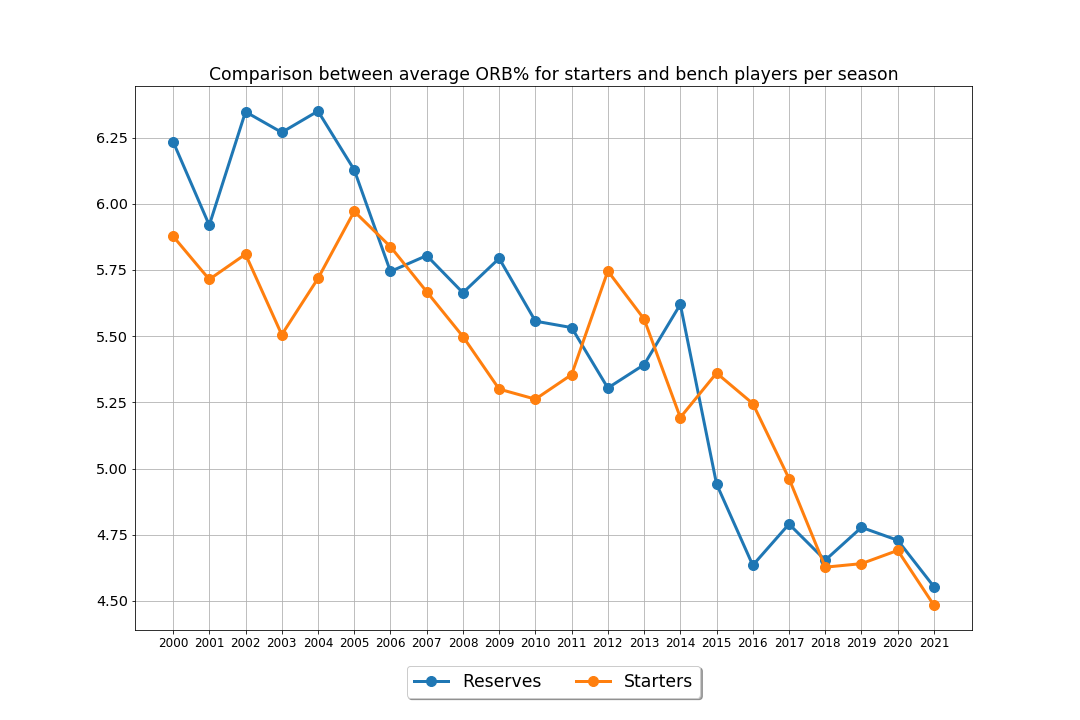 Comparison between average ORB% for starters and bench players per season
6.25
6.00
5.75
5.50
5.25
5.00
4.75
4.50
2000 2001 2002 2003 2004 2005 2006 2007 2008 2009 2010 2011 2012 2013 2014 2015 2016 2017 2018 2019 2020 2021
Reserves Starters